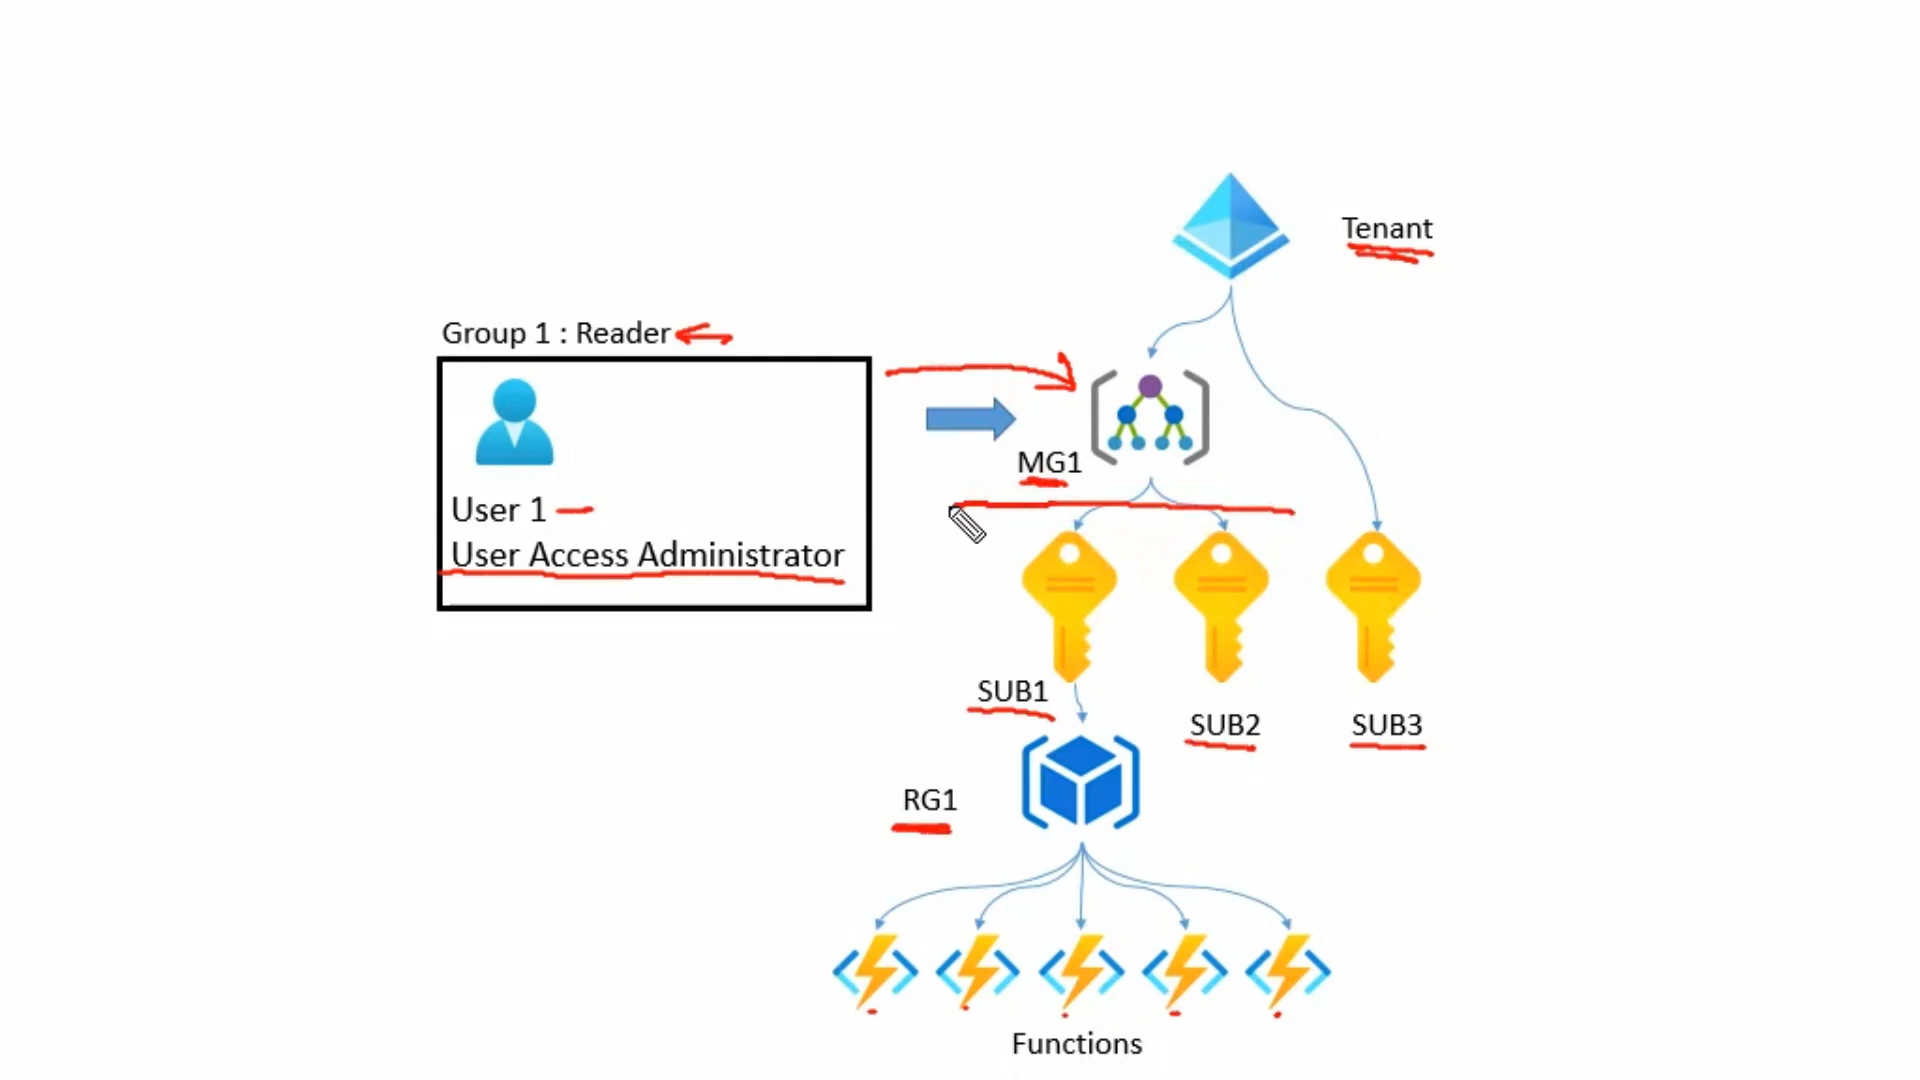 Tenant
Group 1 : Reader
MG1
User 1
User Access Administrator
SUB1
SUB2
SUB3
RG1
Functions